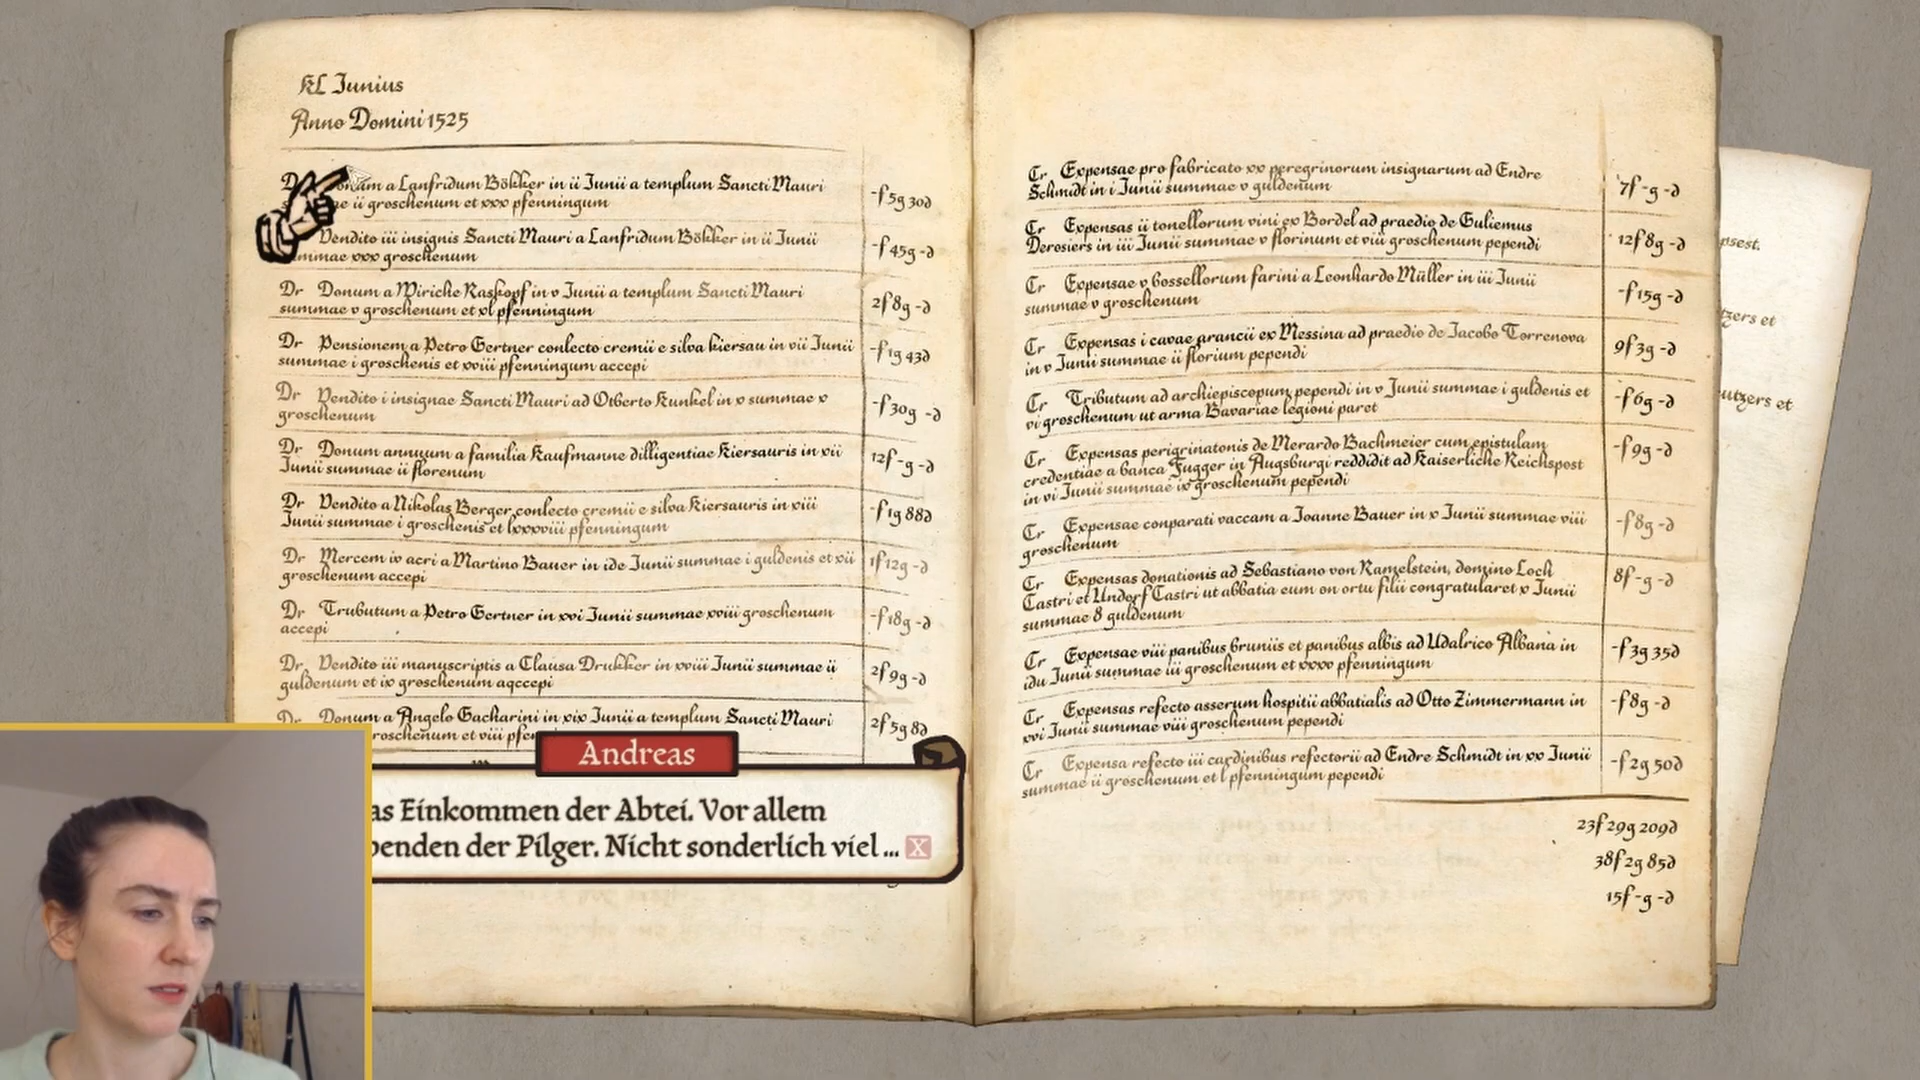 KL Junius
Anno Domini 1525
a Lanfridum Bökker in ii Junii a templum Sancti Mauri
ii groschenum et xxx pfenningum
-f 5g 30d
Vendito iii insignis Sancti Mauri a Lanfridum Bökker in ii Junii
xxx groschenum
-f 45g -d
Dr Donum a Wiriche Raskopf in v Junii a templum Sancti Mauri
summae v groschenum et xl pfenningum
2f 8g -d
Dr Pensionem a Petro Gertner conlecto cremii e silva kiersau in vii Junii
summae i groschenis et xviii pfenningum accepi
-f 1g 43d
Dr Vendito i insignae Sancti Mauri ad Otberto Kunkel in x summae x
groschenum
-f 30g -d
Dr Donum annuum a familia Kaufmanne dilligentiae Kiersauris in xii
Junii summae ii florenum
12f -g -d
Dr Vendito a Nikolas Berger conlecto cremii e silva Kiersauris in xiii
Junii summae i groschenis et lxxxviii pfenningum
-f 1g 88d
Dr Mercem iv acri a Martino Bauer in ide Junii summae i guldenis et xii
groschenum accepi
1f 12g -d
Dr Trubutum a Petro Gertner in xvi Junii summae xviii groschenum
accepi
-f 18g -d
Dr Vendito iii manuscriptis a Clausa Drukker in xviii Junii summae ii
guldenum et ix groschenum aqccepi
2f 9g -d
Dr Donum a Angelo Gacharini in xix Junii a templum Sancti Mauri
groschenum et viii
2f 5g 8d
Andreas
as Einkommen der Abtei. Vor allem
penden der Pilger. Nicht sonderlich viel ... X
Cr Expensae pro fabricato xx peregrinorum insignarum ad Endre
Schmidt in i Junii summae v guldenum
7f -g -d
Cr Expensas ii tonellorum vini ex Bordel ad praedio de Guliemus
Derosiers in iii Junii summae v florinum et viii groschenum pependi
12f 8g -d
Cr Expensae v bossellorum farini a Leonhardo Müller in iii Junii
summae v groschenum
-f 15g -d
Cr Expensas i cavae arancii ex Messina ad praedio de Jacobo Torrenova
in v Junii summae ii florium pependi
9f 3g -d
Cr Tributum ad archiepiscopum pependi in v Junii summae i guldenis et
vi groschenum ut arma Bavariae legioni paret
-f 6g -d
Cr Expensas perigrinatonis de Merardo Bachmeier cum epistulam
credentiae a banca Fugger in Augsburgi reddidit ad Kaiserliche Reichspost
in vi Junii summae ix groschenum pependi
-f 9g -d
Cr Expensae conparati vaccam a Joanne Bauer in x Junii summae viii
groschenum
-f 8g -d
Cr Expensas donationis ad Sebastiano von Ramelstein, domino Loch
Castri et Undorf Castri ut abbatia eum on ortu filii congratularet x Junii
summae 8 guldenum
8f -g -d
Cr Expensae viii panibus bruniis et panibus albis ad Udalrico Albana in
idu Junii summae iii groschenum et xxxv pfenningum
-f 3g 35d
Cr Expensas refecto asserum hospitii abbatialis ad Otto Zimmermann in
xvi Junii summae viii groschenum pependi
-f 8g -d
Cr Expensa refecto iii cardinibus refectorii ad Endre Schmidt in xx Junii
summae ii groschenum et l pfenningum pependi
-f 2g 50d
23f 29g 209d
38f 2g 85d
15f -g -d
psest.
tzers et
utzers et